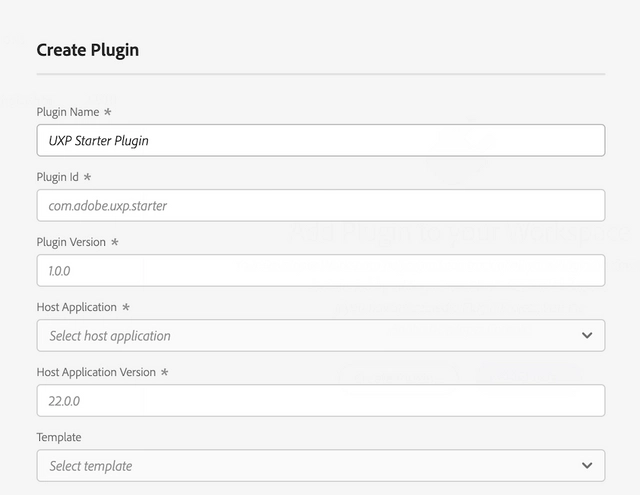 Create Plugin
Plugin Name *
UXP Starter Plugin
Plugin Id *
com.adobe.uxp.starter
Plugin Version *
1.0.0
Host Application *
Select host application
Host Application Version *
22.0.0
Template
Select template